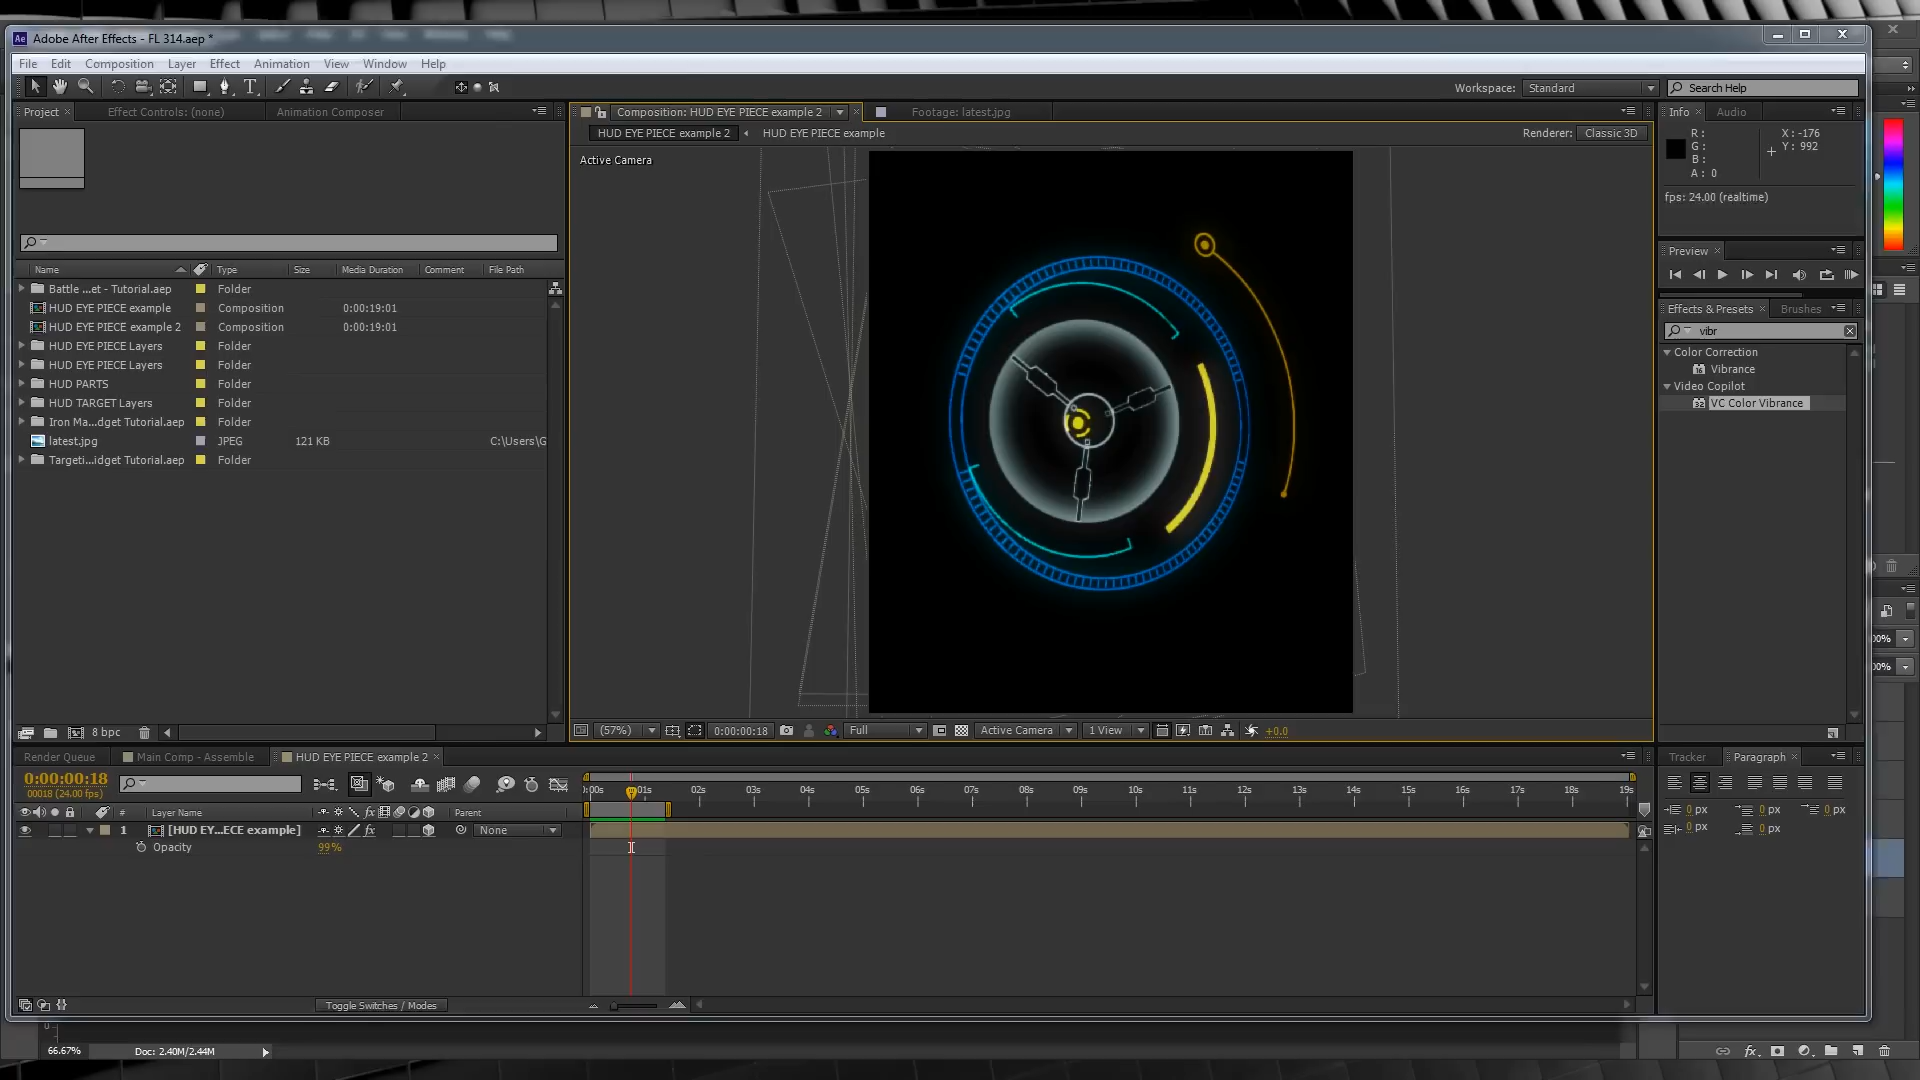 Ae Adobe After Effects - FL 314.aep *
File Edit Composition Layer Effect Animation View Window Help
Workspace: Standard Search Help
Project Effect Controls: (none) Animation Composer
Composition: HUD EYE PIECE example 2 Footage: latest.jpg
Info Audio
HUD EYE PIECE example 2 HUD EYE PIECE example Renderer: Classic 3D
Active Camera
R :
G :
B :
A : 0
X : -176
Y : 992
fps: 24.00 (realtime)
Preview
Effects & Presets Brushes
vibr
Color Correction
Vibrance
Video Copilot
VC Color Vibrance
Name Type Size Media Duration Comment File Path
Battle ...et - Tutorial.aep Folder
HUD EYE PIECE example Composition 0:00:19:01
HUD EYE PIECE example 2 Composition 0:00:19:01
HUD EYE PIECE Layers Folder
HUD EYE PIECE Layers Folder
HUD PARTS Folder
HUD TARGET Layers Folder
Iron Ma...dget Tutorial.aep Folder
latest.jpg JPEG 121 KB C:\Users\G
Targeti...idget Tutorial.aep Folder
8 bpc
(57%) 0:00:00:18 Full Active Camera 1 View +0.0
Render Queue Main Comp - Assemble HUD EYE PIECE example 2
Tracker Paragraph
0:00:00:18
00018 (24.00 fps)
):00s 01s 02s 03s 04s 05s 06s 07s 08s 09s 10s 11s 12s 13s 14s 15s 16s 17s 18s 19s
# Layer Name fx Parent
1 [HUD EY...ECE example] fx None
Opacity 99%
0 px 0 px 0 px
0 px 0 px
Toggle Switches / Modes
00%
00%
66.67% Doc: 2.40M/2.44M
fx